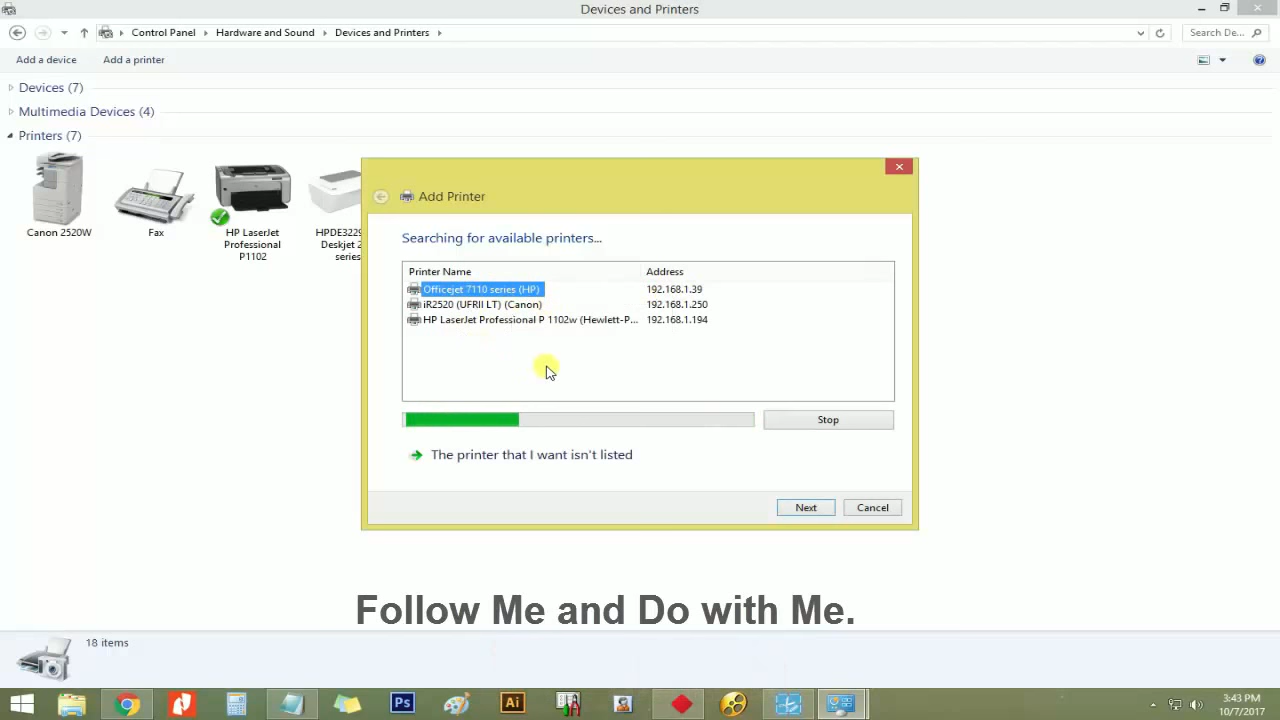 Devices and Printers
Control Panel
Hardware and Sound
Devices and Printers
Search De...
Add a device
Add a printer
Devices (7)
Multimedia Devices (4)
Printers (7)
Canon 2520W
Fax
HP LaserJet
Professional
P1102
HPDE3229
Deskjet 2
series
Add Printer
Searching for available printers...
Printer Name Address
Officejet 7110 series (HP) 192.168.1.39
iR2520 (UFRII LT) (Canon) 192.168.1.250
HP LaserJet Professional P 1102w (Hewlett-P... 192.168.1.194
Stop
The printer that I want isn't listed
Next
Cancel
Follow Me and Do with Me.
18 items
Ps
Ai
3:43 PM
10/7/2017